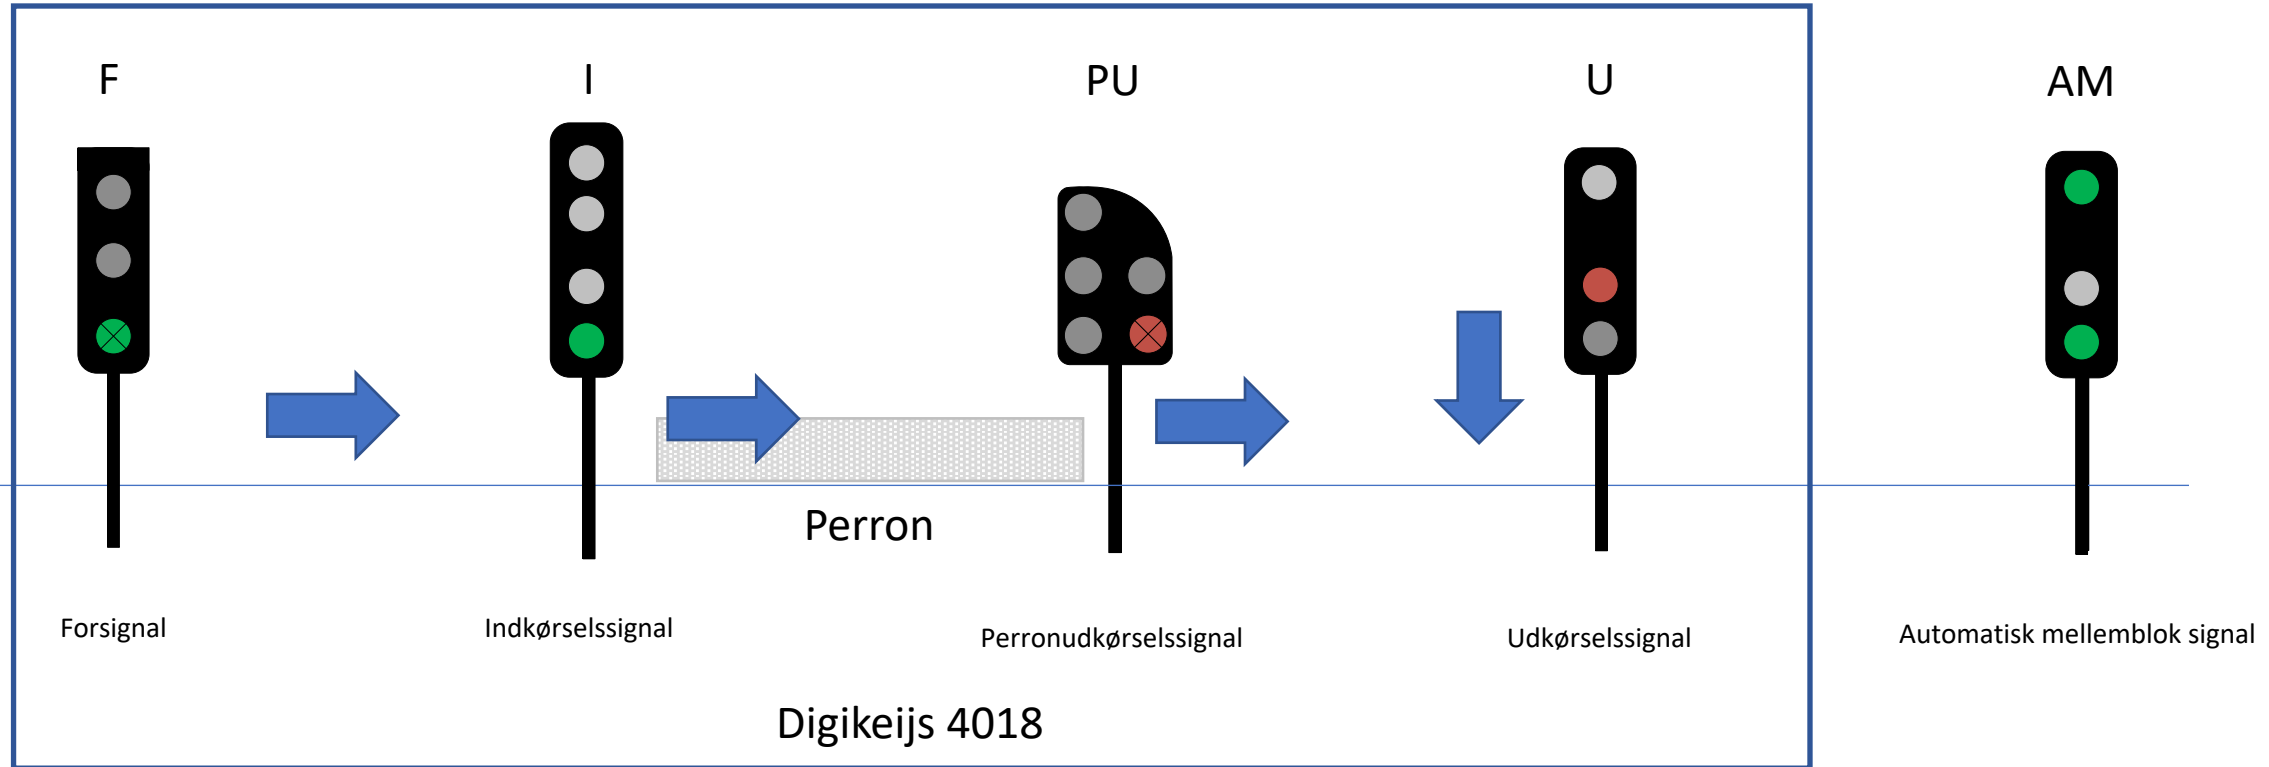 F
I
PU
U
AM
Perron
Forsignal
Indkørselssignal
Perronudkørselssignal
Udkørselssignal
Automatisk mellemblok signal
Digikeijs 4018